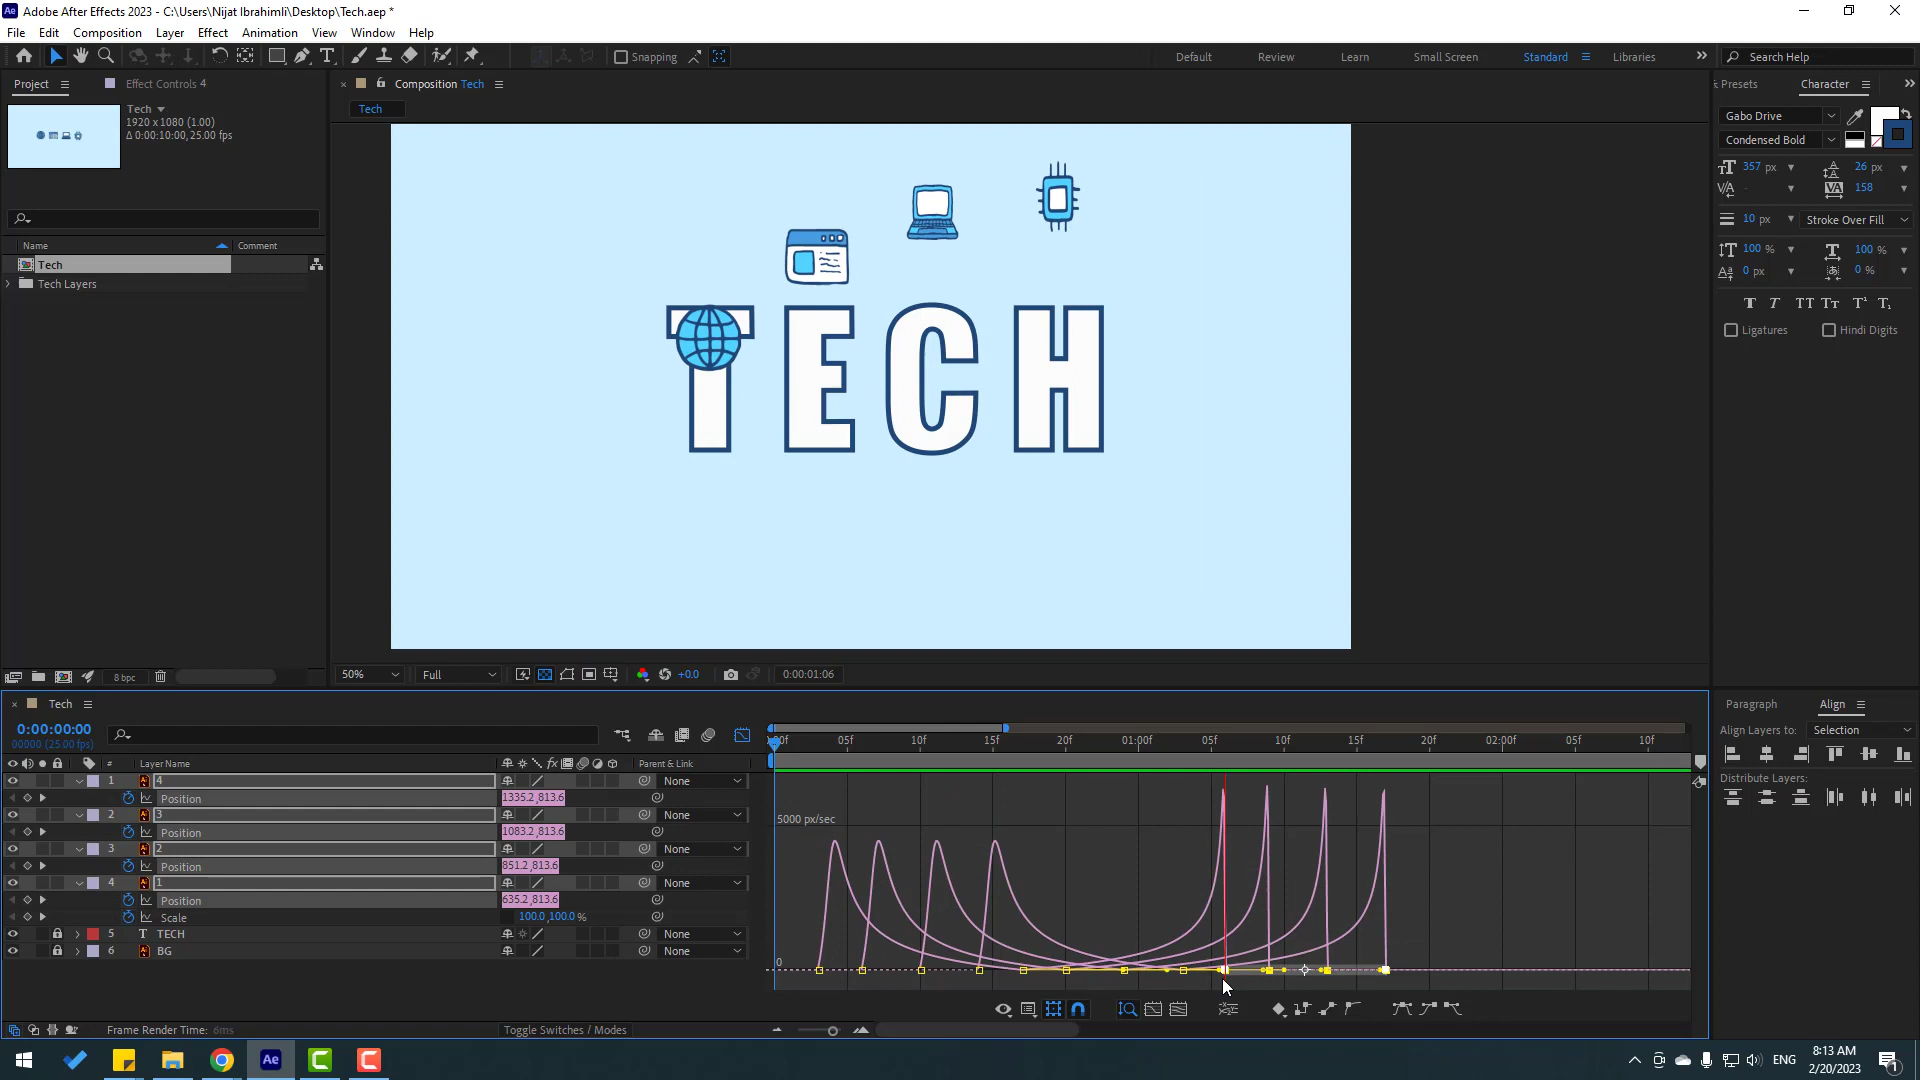 Adobe After Effects 2023 - C:\Users\Nijat Ibrahimli\Desktop\Tech.aep *
File Edit Composition Layer Effect Animation View Window Help
Snapping
Default Review Learn Small Screen Standard Libraries
Search Help
Project
Effect Controls 4
Composition Tech
Presets
Character
Tech
1920 x 1080 (1.00)
Δ 0:00:10:00, 25.00 fps
Tech
Gabo Drive
Condensed Bold
357 px
26 px
158
10 px
Stroke Over Fill
100 %
100 %
0 px
0 %
Ligatures
Hindi Digits
Name
Comment
Tech
Tech Layers
TECH
8 bpc
50%
Full
+0.0
0:00:01:06
Tech
0:00:00:00
00000 (25.00 fps)
05f 10f 15f 20f 01:00f 05f 10f 15f 20f 02:00f 05f 10f
# Layer Name
Parent & Link
1 4 None
Position 1335.2,813.6
2 3 None
Position 1083.2,813.6
3 2 None
Position 851.2,813.6
4 1 None
Position 635.2,813.6
Scale 100.0,100.0 %
5 T TECH None
6 BG None
5000 px/sec
0
Frame Render Time: 6ms
Toggle Switches / Modes
Paragraph
Align
Align Layers to: Selection
Distribute Layers:
Ae
ENG
8:13 AM
2/20/2023
1